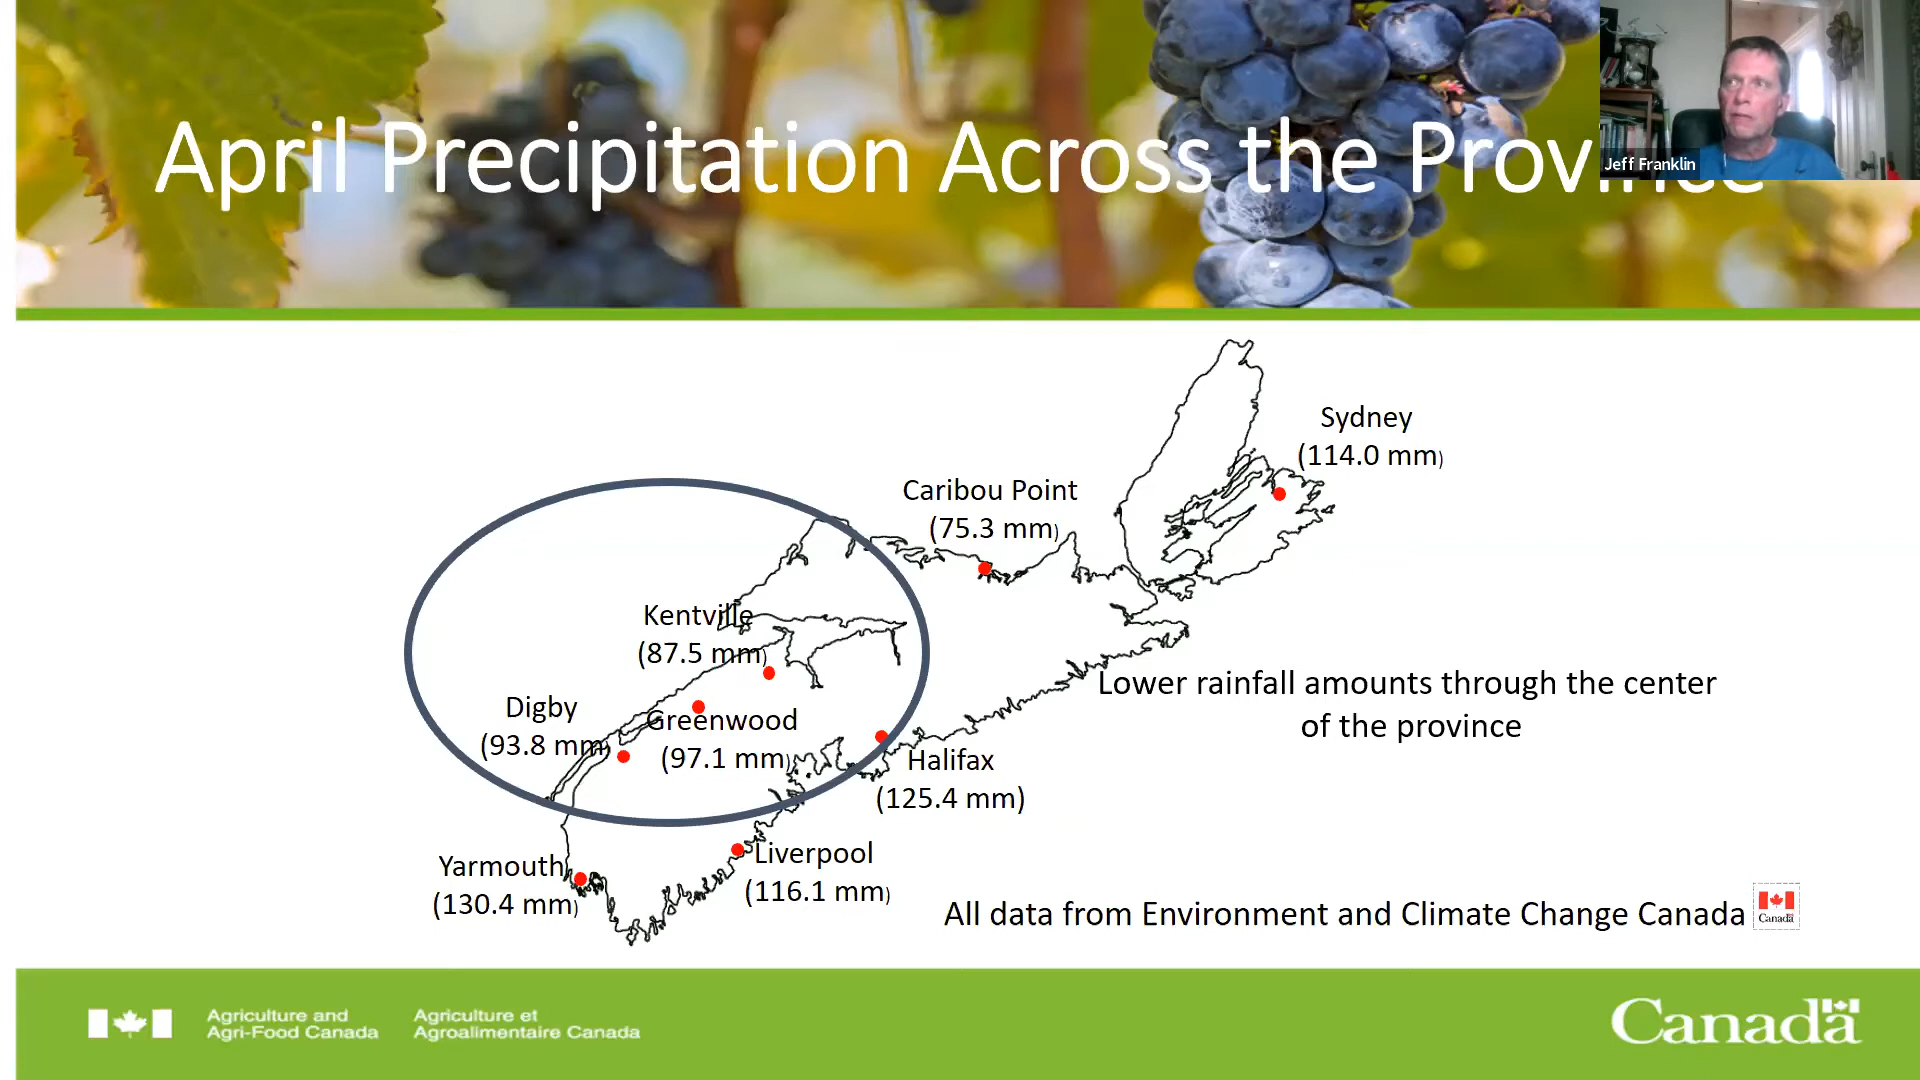 April Precipitation Across the Province
Jeff Franklin
Sydney
(114.0 mm)
Caribou Point
(75.3 mm)
Kentville
(87.5 mm)
Digby
(93.8 mm)
Greenwood
(97.1 mm)
Lower rainfall amounts through the center
of the province
Halifax
(125.4 mm)
Yarmouth
(130.4 mm)
Liverpool
(116.1 mm)
All data from Environment and Climate Change Canada
Canada
Agriculture and
Agri-Food Canada
Agriculture et
Agroalimentaire Canada
Canada